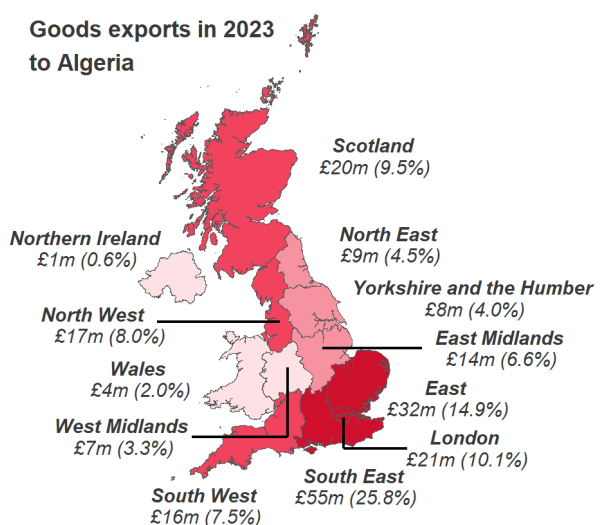 Goods exports in 2023
to Algeria
Scotland
£20m (9.5%)
Northern Ireland
£1m (0.6%)
North East
£9m (4.5%)
Yorkshire and the Humber
£8m (4.0%)
North West
£17m (8.0%)
East Midlands
£14m (6.6%)
Wales
£4m (2.0%)
East
£32m (14.9%)
West Midlands
£7m (3.3%)
London
£21m (10.1%)
South East
£55m (25.8%)
South West
£16m (7.5%)